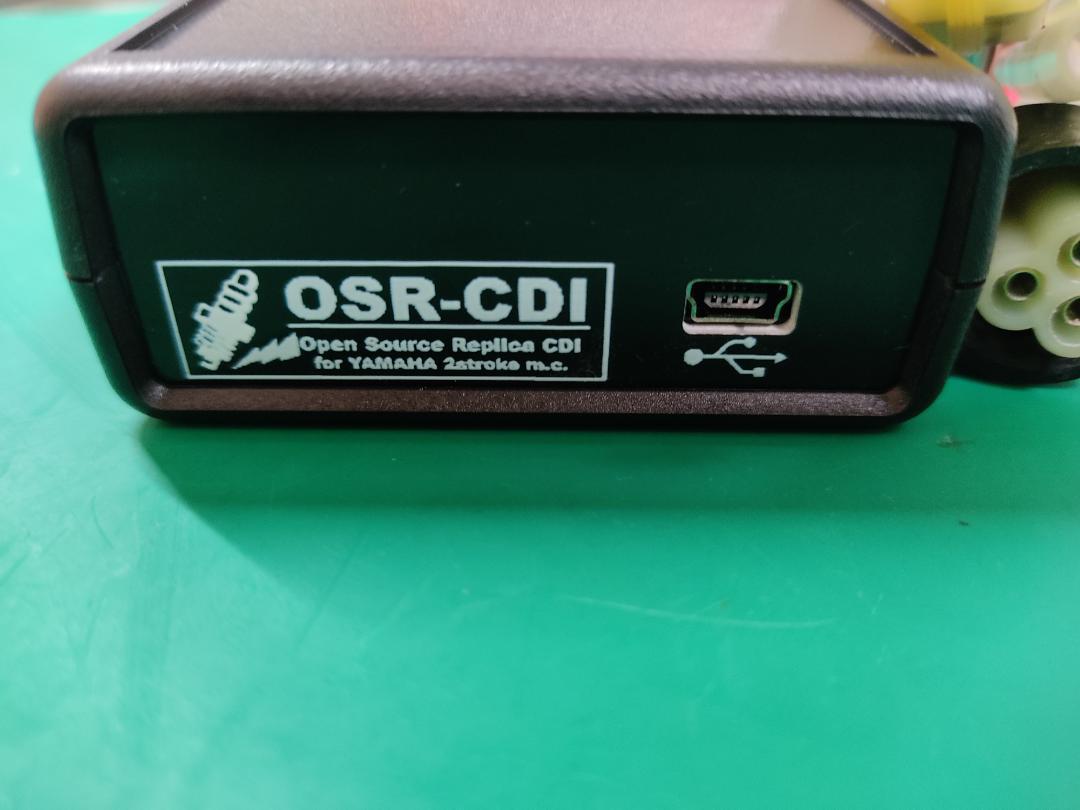 OSR-CDI
Open Source Replica CDI
for YAMAHA 2stroke m.c.